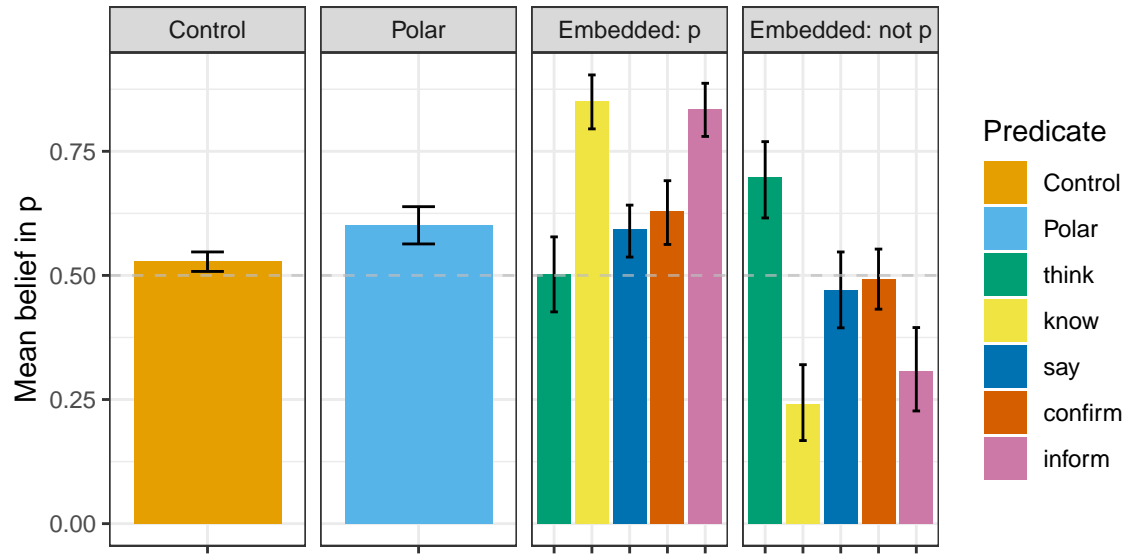 Control
Polar
Embedded: p
Embedded: not p
Mean belief in p
0.75
0.50
0.25
0.00
Predicate
Control
Polar
think
know
say
confirm
inform